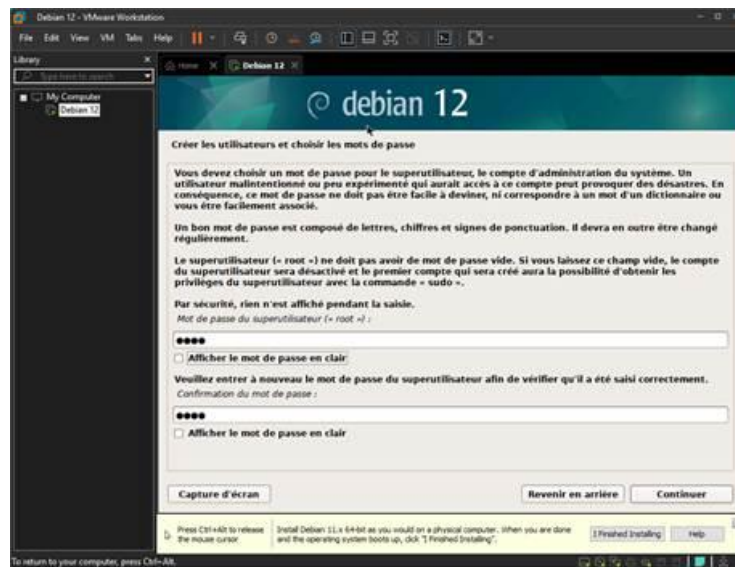 Debian 12 - VMware Workstation
File Edit View VM Tabs Help
Library
Type here to search
My Computer
Debian 12
Home
Debian 12
debian 12
Créer les utilisateurs et choisir les mots de passe
Vous devez choisir un mot de passe pour le superutilisateur, le compte d'administration du système. Un
utilisateur malintentionné ou peu expérimenté qui aurait accès à ce compte peut provoquer des désastres. En
conséquence, ce mot de passe ne doit pas être facile à deviner, ni correspondre à un mot d'un dictionnaire ou
vous être facilement associé.
Un bon mot de passe est composé de lettres, chiffres et signes de ponctuation. Il devra en outre être changé
régulièrement.
Le superutilisateur (« root ») ne doit pas avoir de mot de passe vide. Si vous laissez ce champ vide, le compte
du superutilisateur sera désactivé et le premier compte qui sera créé aura la possibilité d'obtenir les
privilèges du superutilisateur avec la commande « sudo ».
Par sécurité, rien n'est affiché pendant la saisie.
Mot de passe du superutilisateur (« root ») :
Afficher le mot de passe en clair
Veuillez entrer à nouveau le mot de passe du superutilisateur afin de vérifier qu'il a été saisi correctement.
Confirmation du mot de passe :
Afficher le mot de passe en clair
Capture d'écran
Revenir en arrière
Continuer
Press Ctrl+Alt to release
the mouse cursor.
Install Debian 11.x 64-bit as you would on a physical computer. When you are done
and the operating system boots up, click "I Finished Installing".
I Finished Installing
Help
To return to your computer, press Ctrl+Alt.